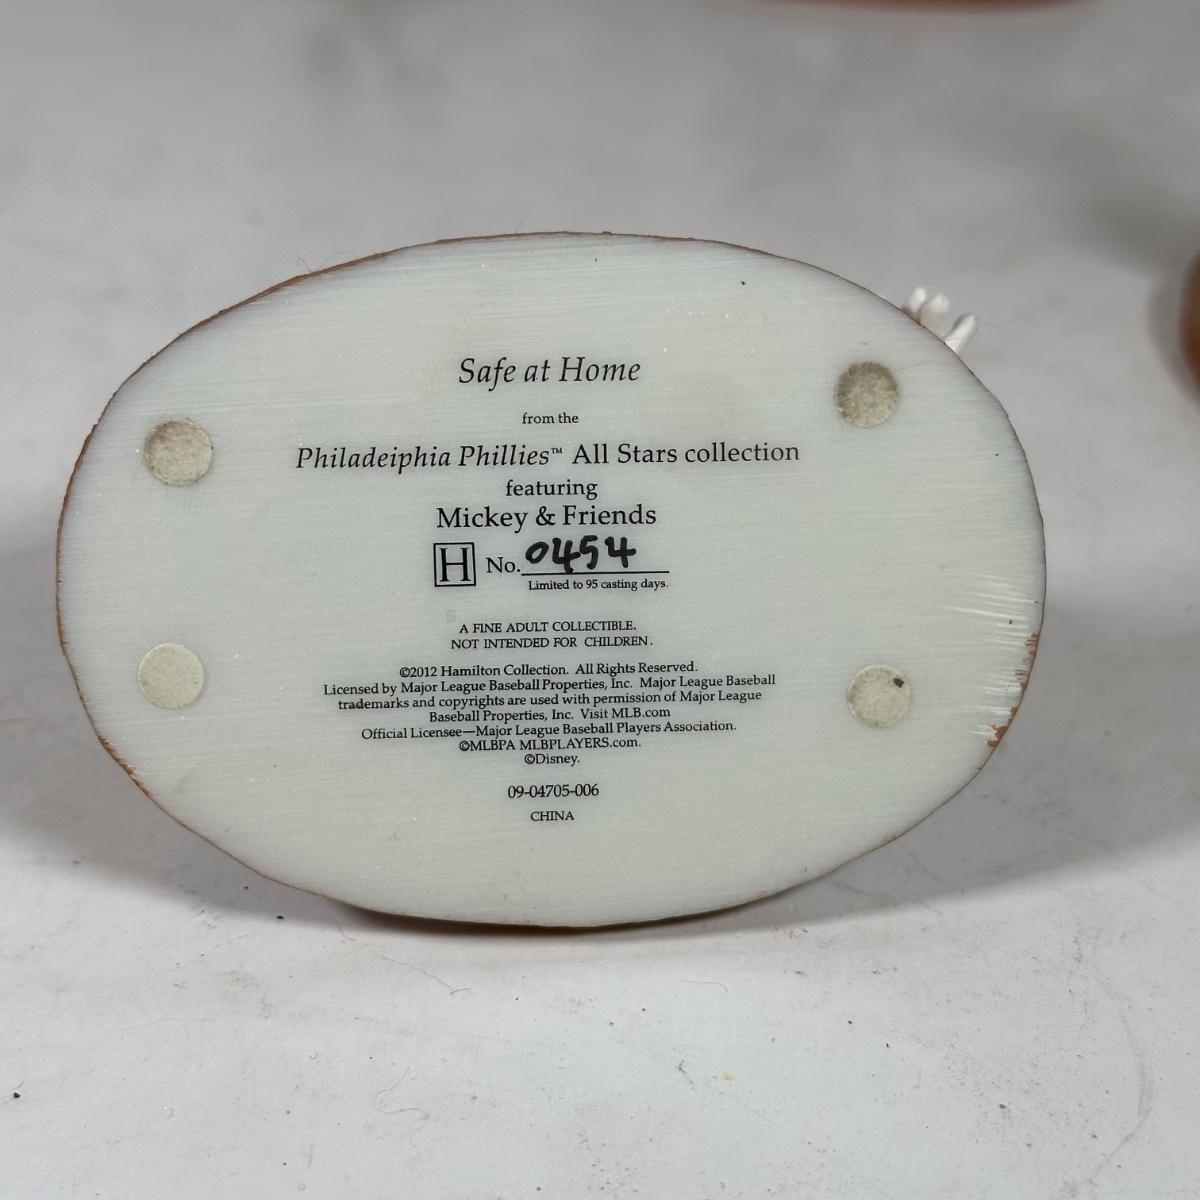 Safe at Home
from the
Philadeiphia Phillies™ All Stars collection
featuring
Mickey & Friends
H No. 0454
Limited to 95 casting days.
A FINE ADULT COLLECTIBLE.
NOT INTENDED FOR CHILDREN.
©2012 Hamilton Collection. All Rights Reserved.
Licensed by Major League Baseball Properties, Inc. Major League Baseball
trademarks and copyrights are used with permission of Major League
Baseball Properties, Inc. Visit MLB.com
Official Licensee—Major League Baseball Players Association.
©MLBPA MLBPLAYERS.com.
©Disney.
09-04705-006
CHINA